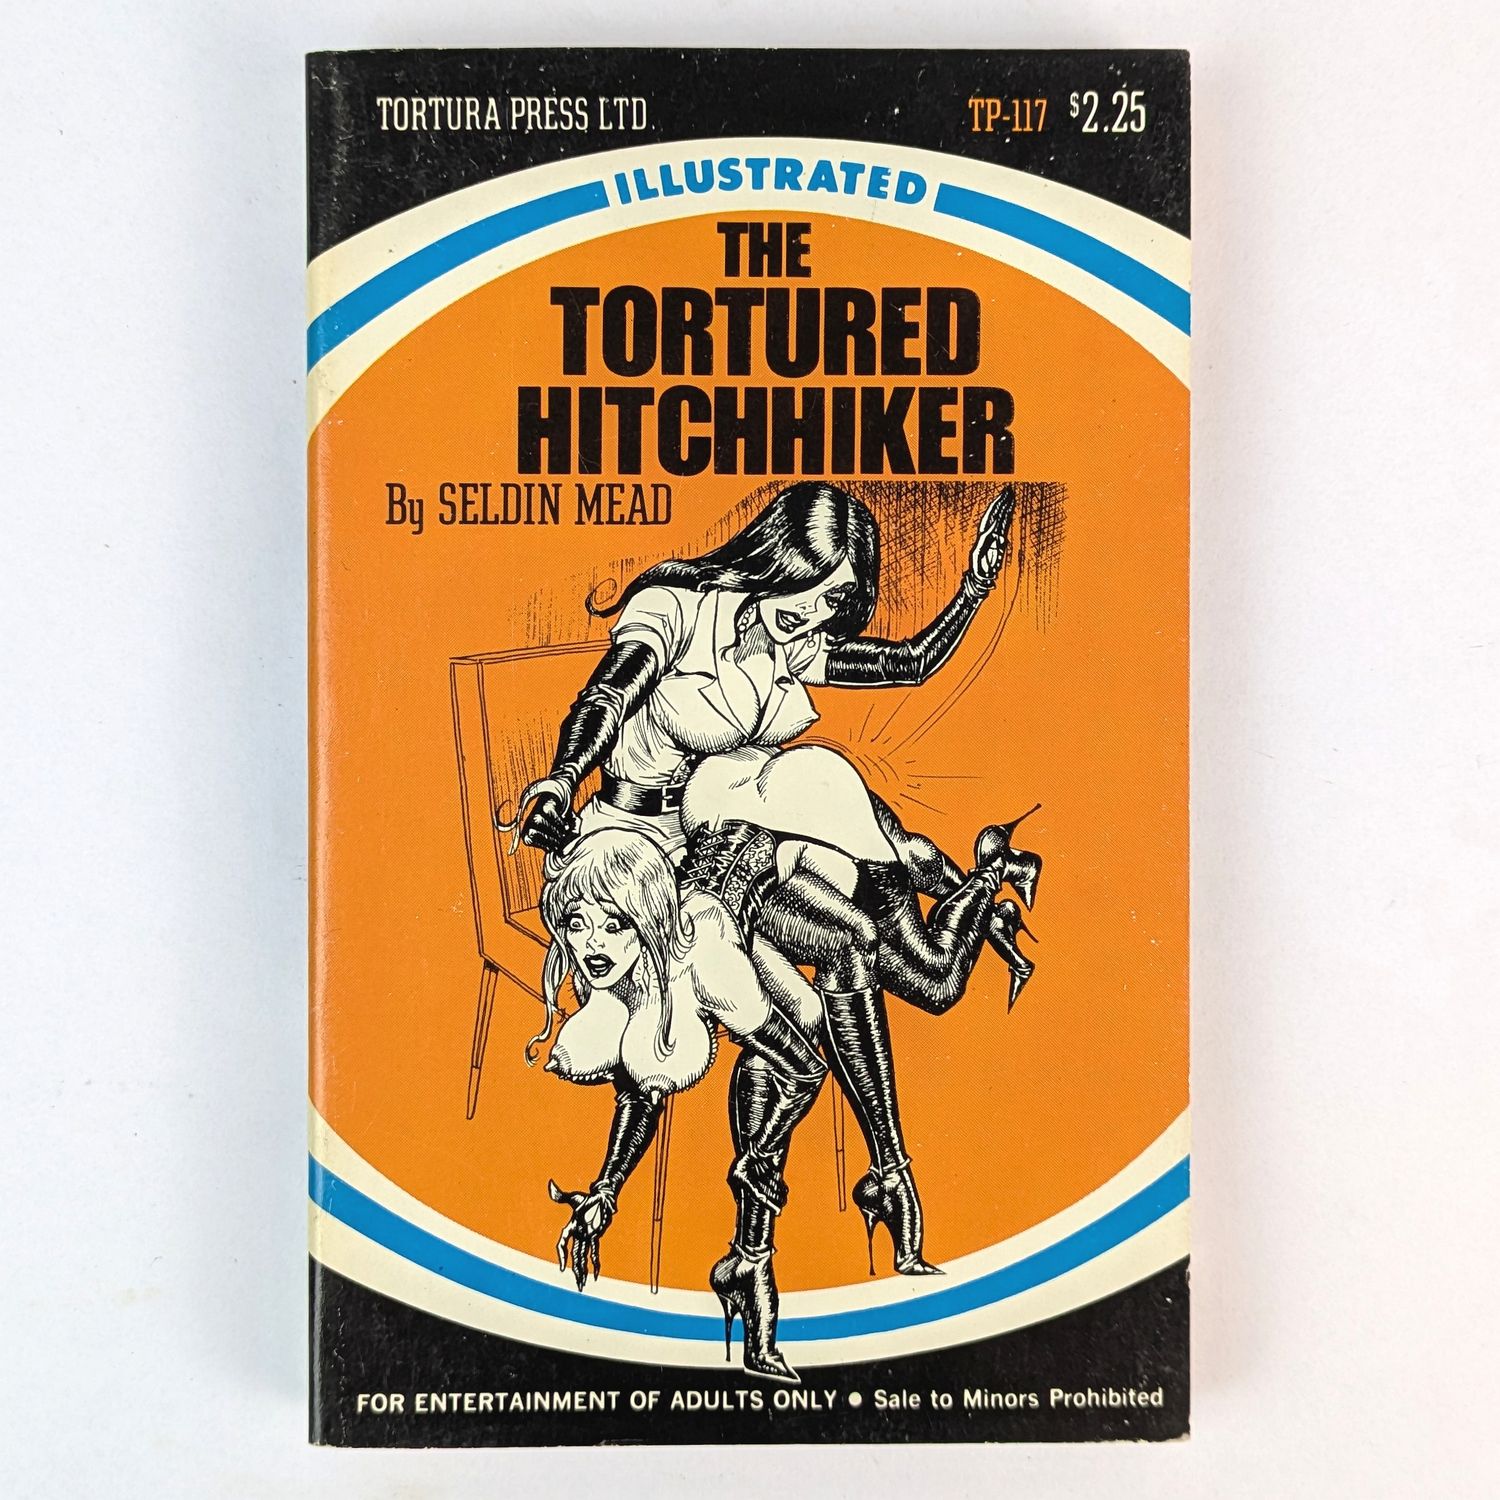 TORTURA PRESS LTD. TP-117 $2.25
ILLUSTRATED
THE
TORTURED
HITCHHIKER
By SELDIN MEAD
FOR ENTERTAINMENT OF ADULTS ONLY • Sale to Minors Prohibited